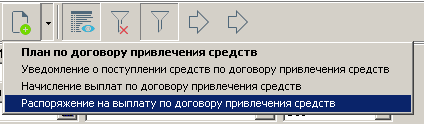 План по договору привлечения средств
Уведомление о поступлении средств по договору привлечения средств
Начисление выплат по договору привлечения средств
Распоряжение на выплату по договору привлечения средств